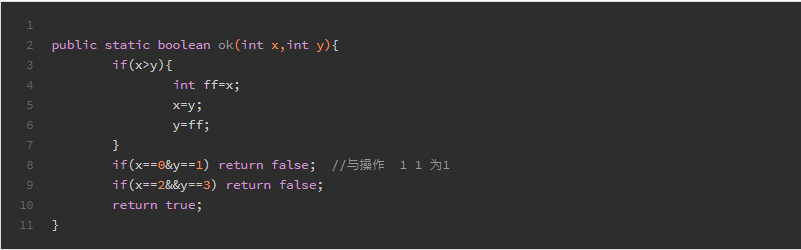 1
2 public static boolean ok(int x,int y){
3 if(x>y){
4 int ff=x;
5 x=y;
6 y=ff;
7 }
8 if(x==0&y==1) return false; //与操作 1 1 为1
9 if(x==2&&y==3) return false;
10 return true;
11 }